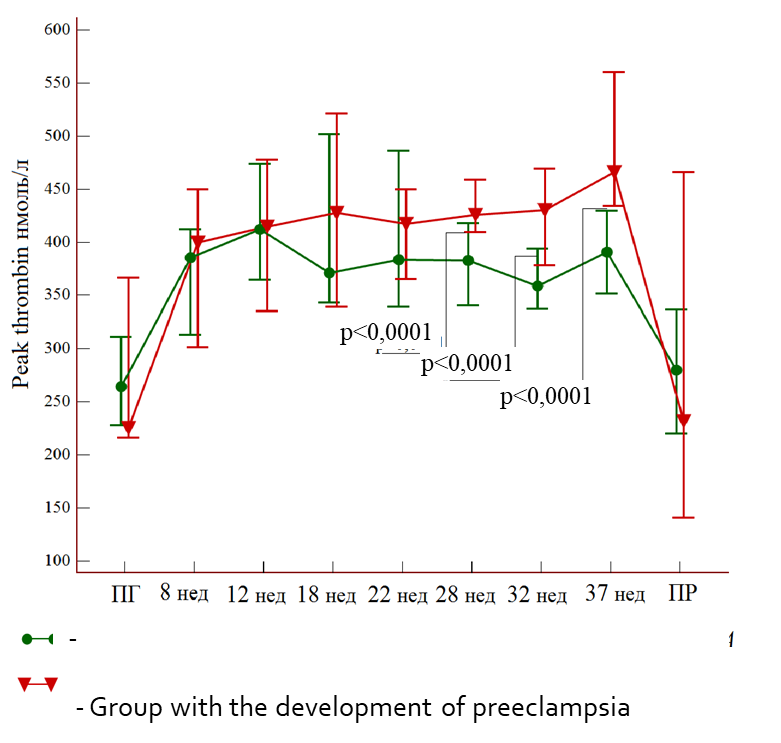 Peak thrombin нмоль/л
600
550
500
450
400
350
300
250
200
150
100
p<0,0001
p<0,0001
p<0,0001
ПГ 8 нед 12 нед 18 нед 22 нед 28 нед 32 нед 37 нед ПР
-
- Group with the development of preeclampsia